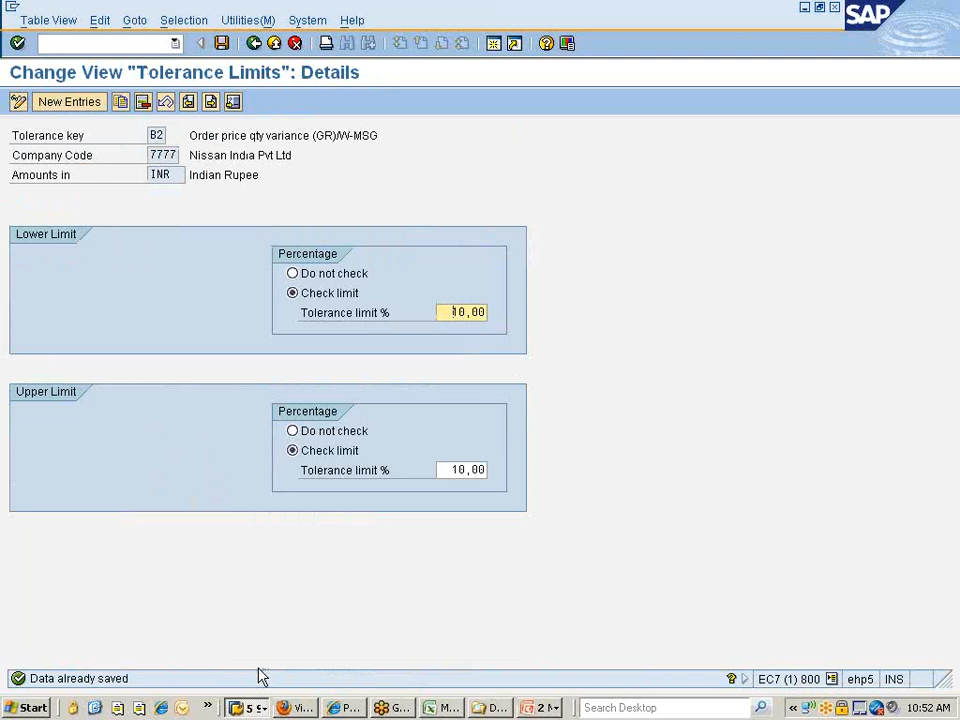 Table View Edit Goto Selection Utilities(M) System Help
SAP
Change View "Tolerance Limits": Details
New Entries
Tolerance key B2 Order price qty variance (GR)/W-MSG
Company Code 7777 Nissan India Pvt Ltd
Amounts in INR Indian Rupee
Lower Limit
Percentage
Do not check
Check limit
Tolerance limit % 10,00
Upper Limit
Percentage
Do not check
Check limit
Tolerance limit % 10,00
Data already saved EC7 (1) 800 ehp5 INS
Start » 5 S Vi... P... G... M... D... 2 M Search Desktop « 10:52 AM